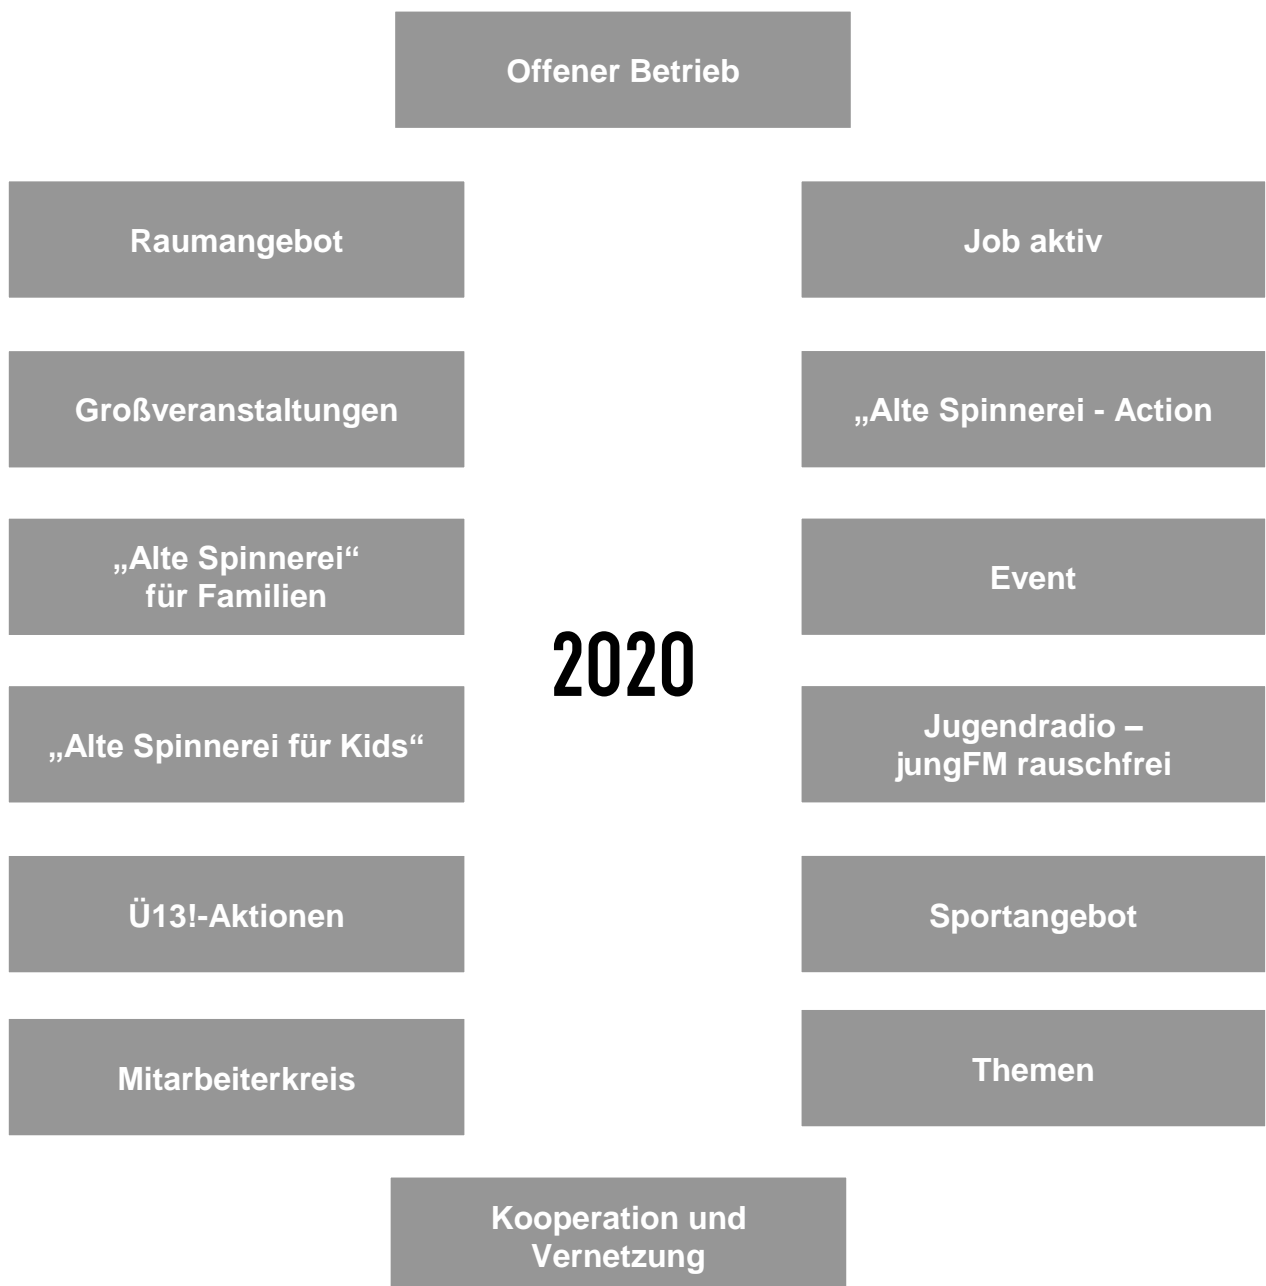 Offener Betrieb
Raumangebot
Job aktiv
Großveranstaltungen
„Alte Spinnerei - Action
„Alte Spinnerei“
für Familien
Event
2020
„Alte Spinnerei für Kids“
Jugendradio –
jungFM rauschfrei
Ü13!-Aktionen
Sportangebot
Mitarbeiterkreis
Themen
Kooperation und
Vernetzung